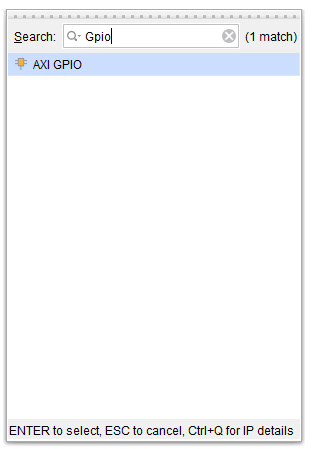 Search: Gpio (1 match)
AXI GPIO
ENTER to select, ESC to cancel, Ctrl+Q for IP details